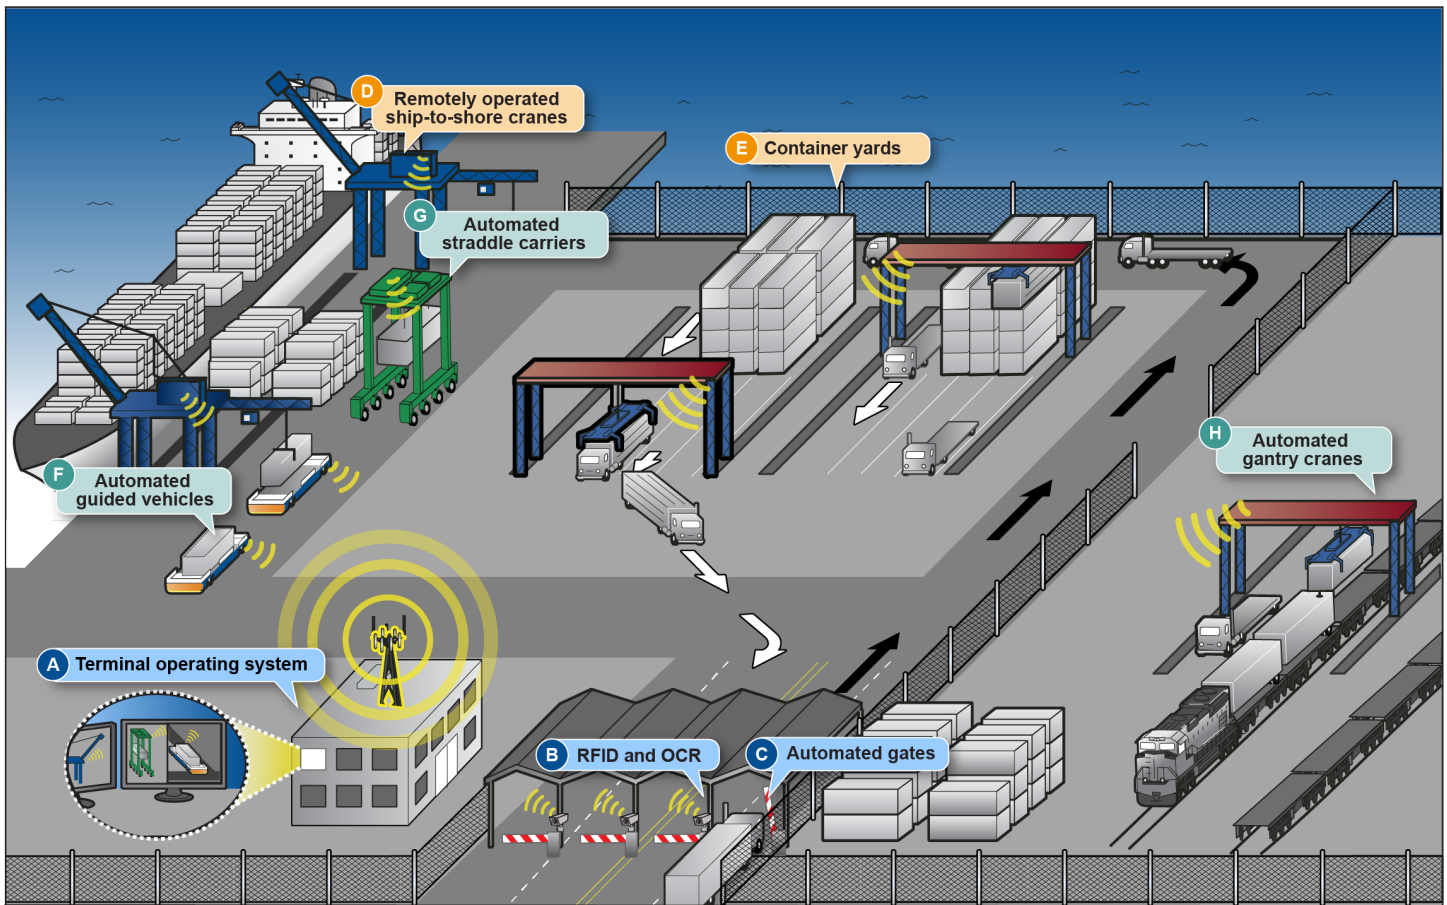 D
Remotely operated
ship-to-shore cranes
E
Container yards
G
Automated
straddle carriers
H
Automated
gantry cranes
F
Automated
guided vehicles
A
Terminal operating system
B
RFID and OCR
C
Automated gates